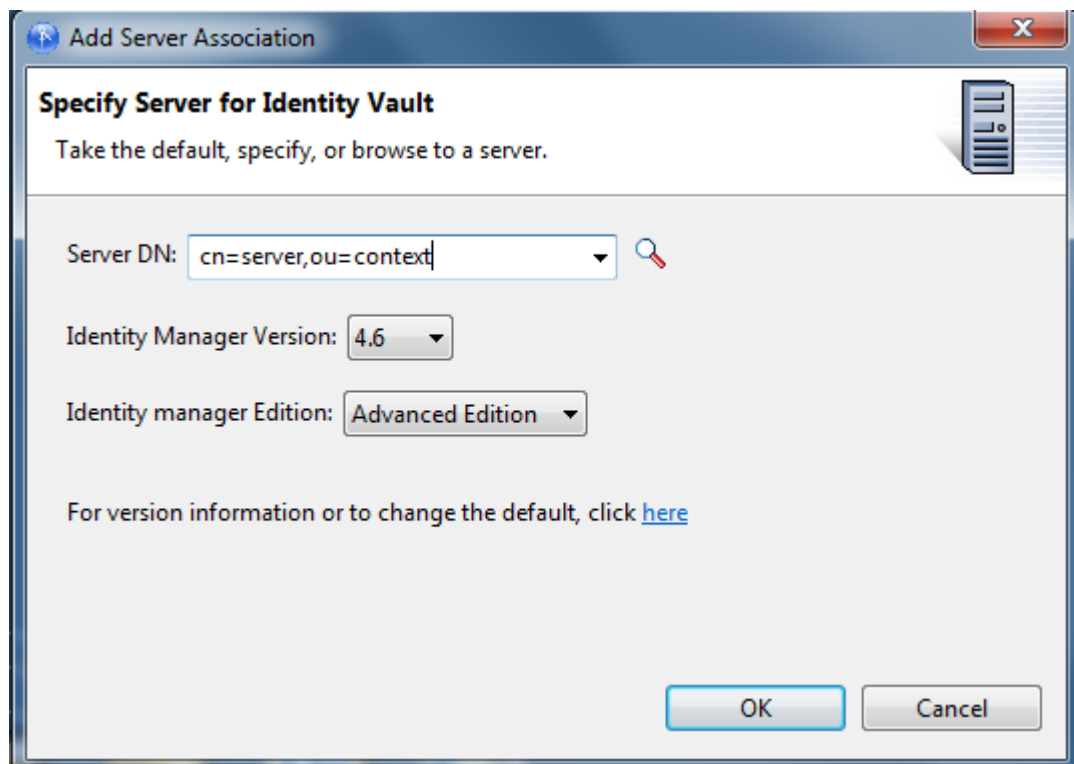 Add Server Association
Specify Server for Identity Vault
Take the default, specify, or browse to a server.
Server DN: cn=server,ou=context
Identity Manager Version: 4.6
Identity manager Edition: Advanced Edition
For version information or to change the default, click here
OK Cancel